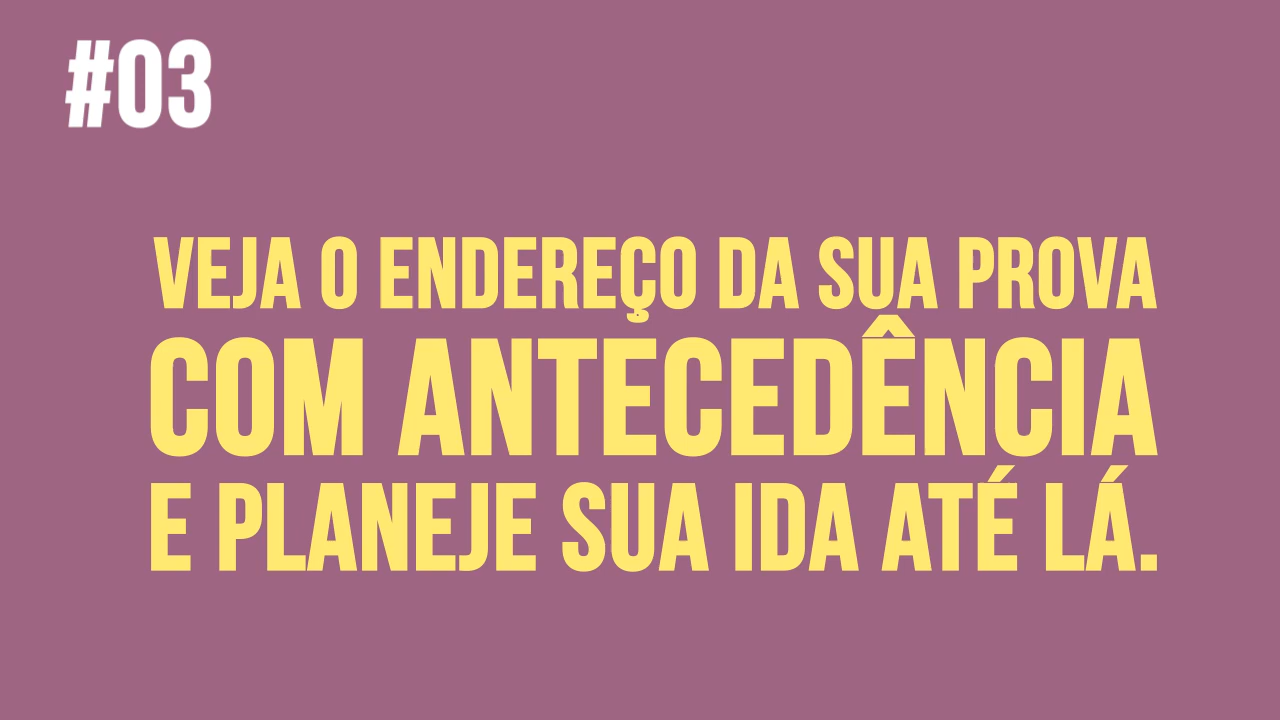 #03
VEJA O ENDEREÇO DA SUA PROVA
COM ANTECEDÊNCIA
E PLANEJE SUA IDA ATÉ LÁ.